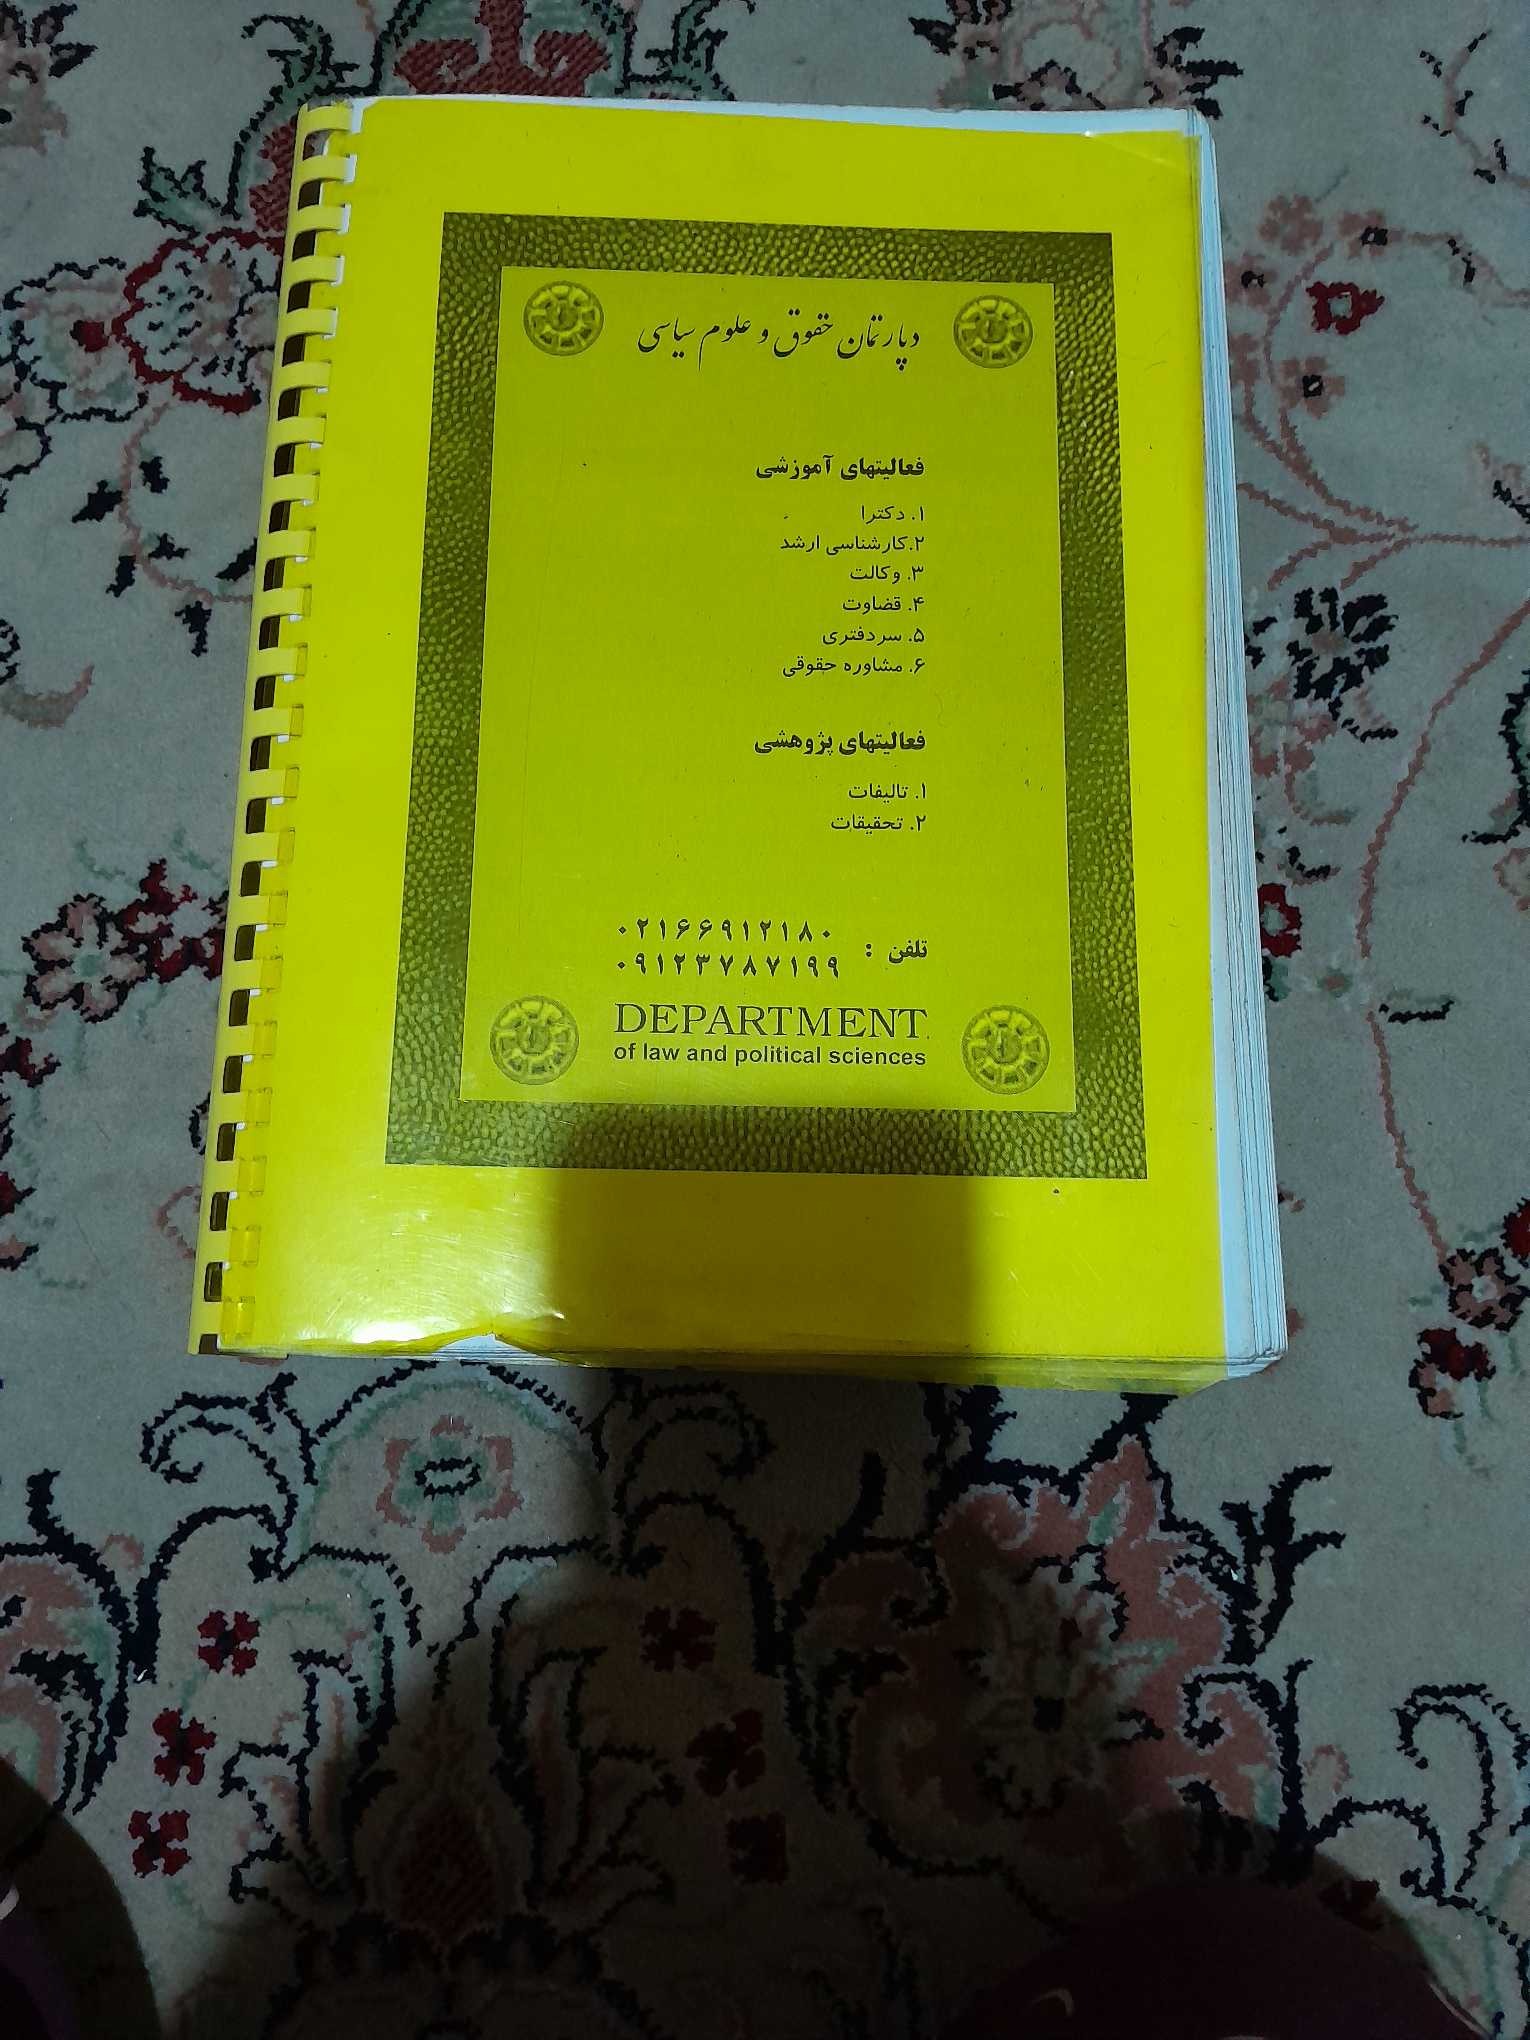 دپارتمان حقوق و علوم سیاسی
فعالیتهای آموزشی
۱. دکترا
۲.کارشناسی ارشد
۳. وکالت
۴. قضاوت
۵. سردفتری
۶. مشاوره حقوقی
فعالیتهای پژوهشی
۱. تالیفات
۲. تحقیقات
تلفن : ۰۲۱۶۶۹۱۲۱۸۰
۰۹۱۲۳۷۸۷۱۹۹
DEPARTMENT
of law and political sciences